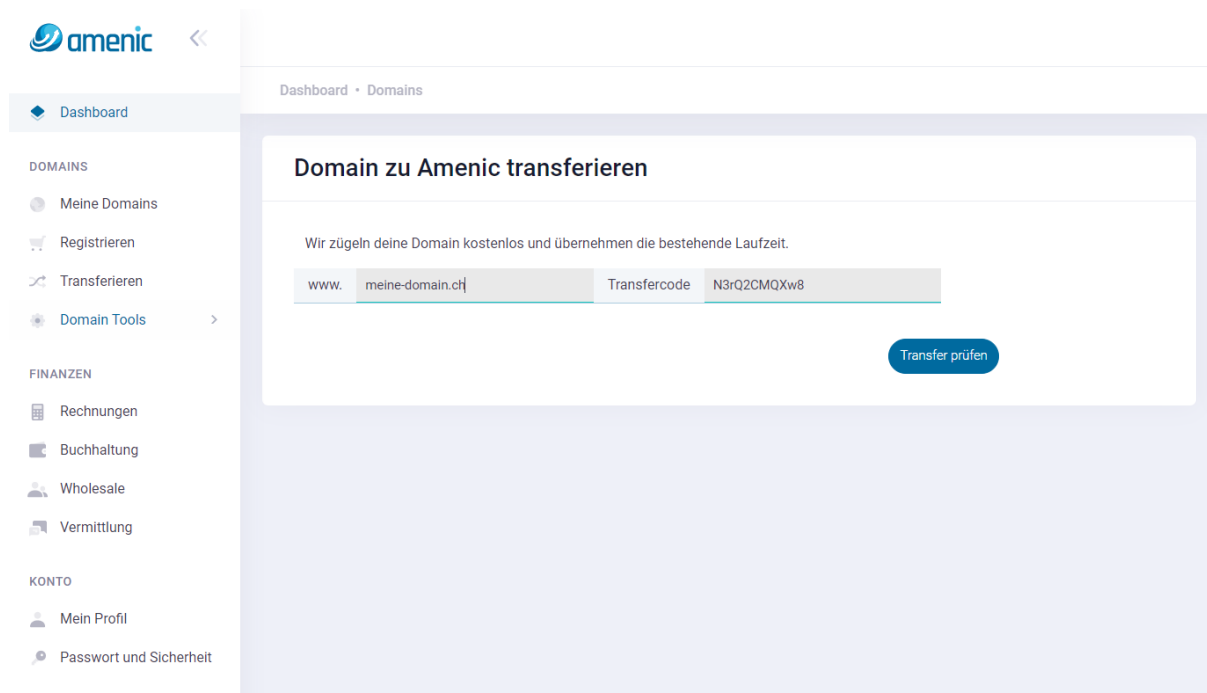 amenic
Dashboard
DOMAINS
Meine Domains
Registrieren
Transferieren
Domain Tools
FINANZEN
Rechnungen
Buchhaltung
Wholesale
Vermittlung
KONTO
Mein Profil
Passwort und Sicherheit
Dashboard • Domains
Domain zu Amenic transferieren
Wir zügeln deine Domain kostenlos und übernehmen die bestehende Laufzeit.
www. meine-domain.ch Transfercode N3rQ2CMQXw8
Transfer prüfen